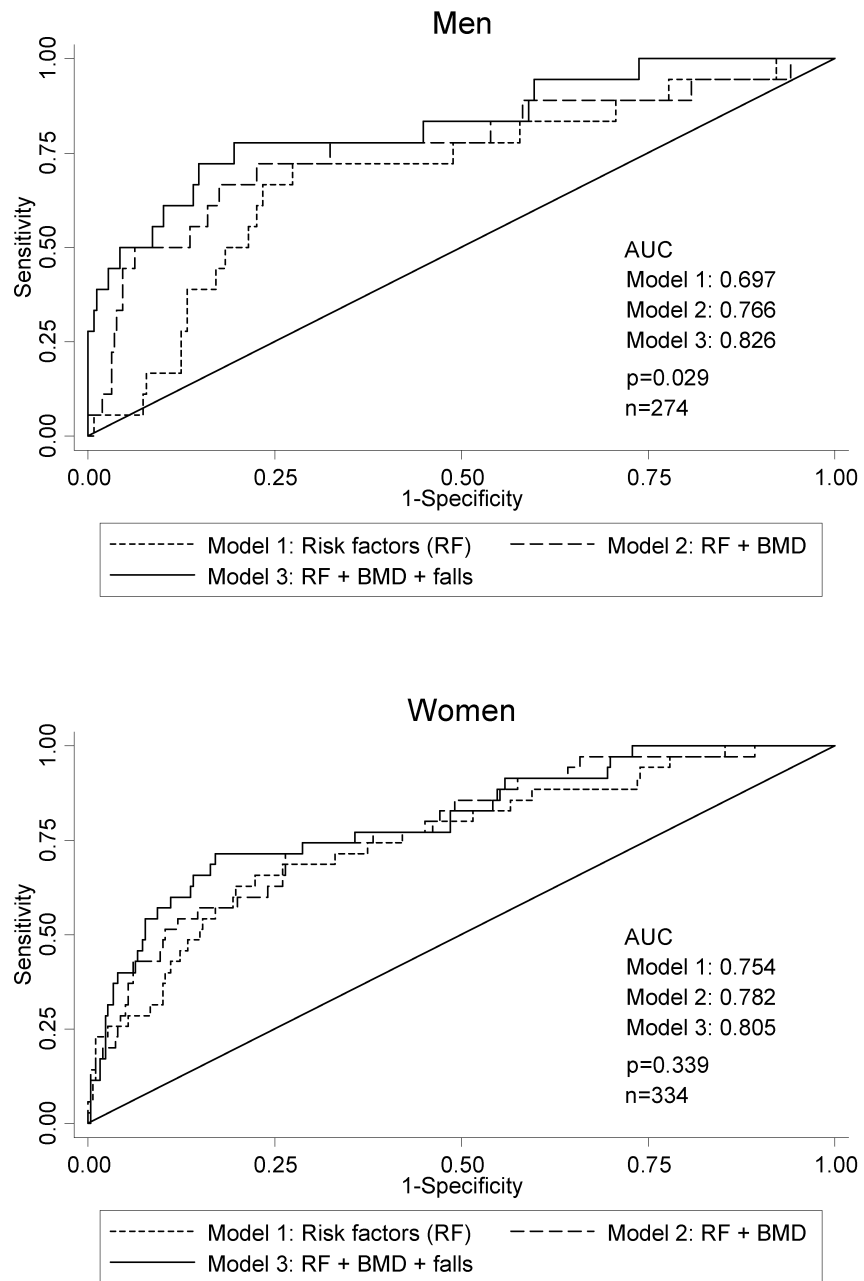 Men
Sensitivity
1.00
0.75
0.50
0.25
0.00
AUC
Model 1: 0.697
Model 2: 0.766
Model 3: 0.826
p=0.029
n=274
0.00 0.25 0.50 0.75 1.00
1-Specificity
Model 1: Risk factors (RF) Model 2: RF + BMD
Model 3: RF + BMD + falls
Women
Sensitivity
1.00
0.75
0.50
0.25
0.00
AUC
Model 1: 0.754
Model 2: 0.782
Model 3: 0.805
p=0.339
n=334
0.00 0.25 0.50 0.75 1.00
1-Specificity
Model 1: Risk factors (RF) Model 2: RF + BMD
Model 3: RF + BMD + falls